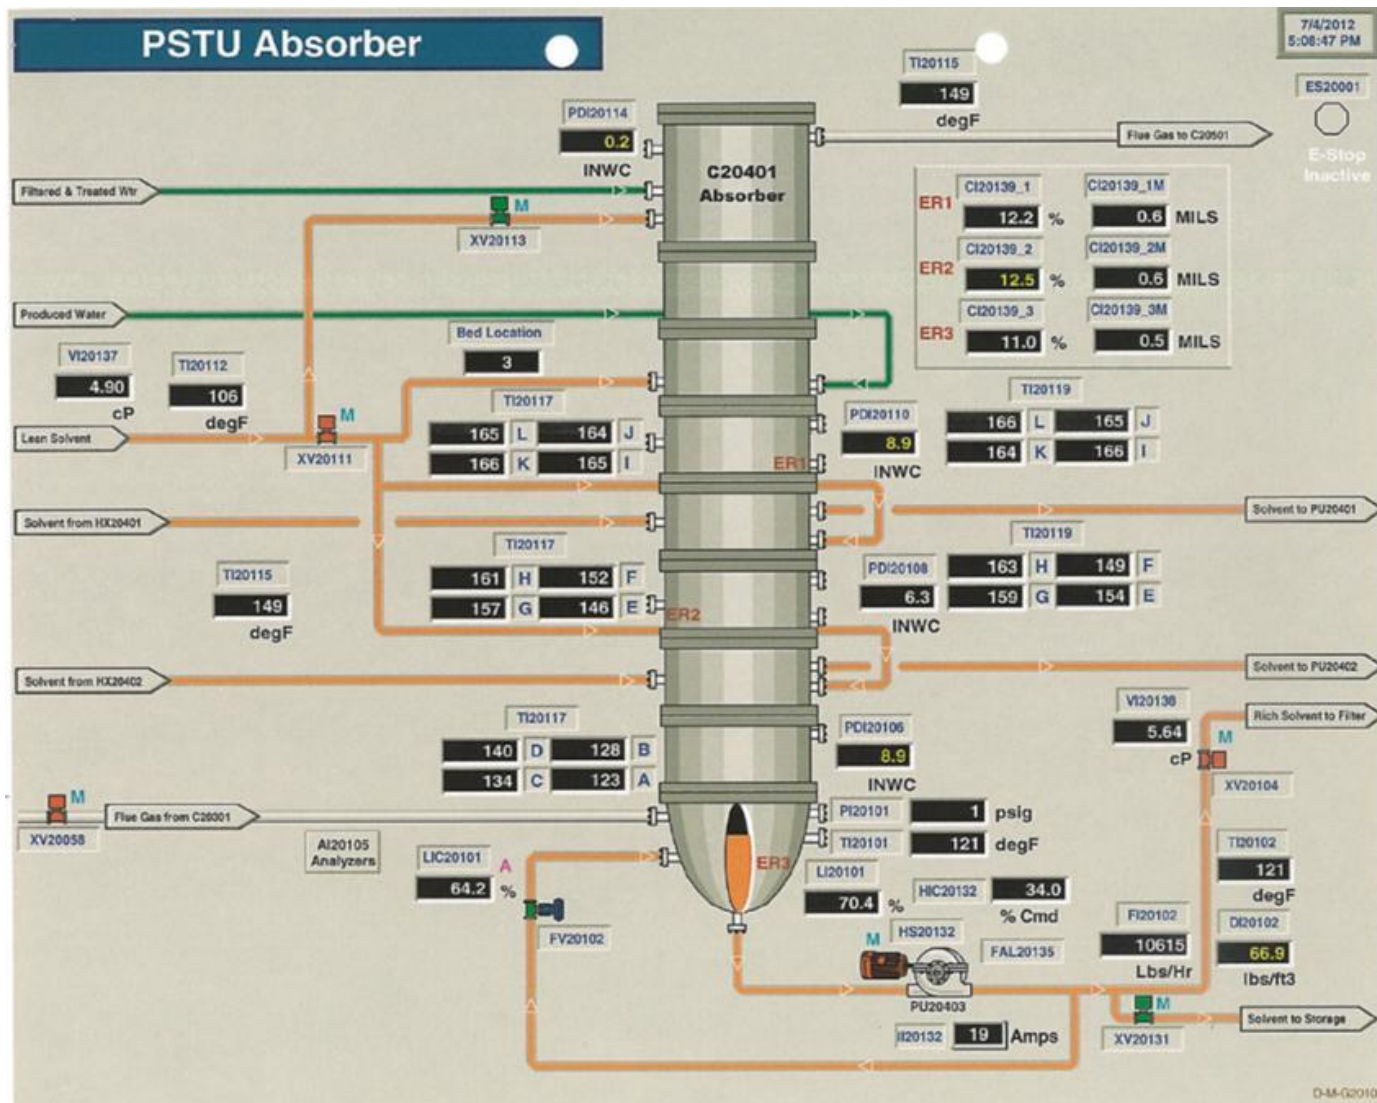 PSTU Absorber
7/4/2012
5:06:47 PM
TI20115
149
degF
ES20001
E-Stop
Inactive
PDI20114
0.2
INWC
Flue Gas to C20501
C20401
Absorber
Filtered & Treated Wtr
M
XV20113
ER1
CI20139_1
12.2 %
CI20139_1M
0.6 MILS
ER2
CI20139_2
12.5 %
CI20139_2M
0.6 MILS
ER3
CI20139_3
11.0 %
CI20139_3M
0.5 MILS
Produced Water
Bed Location
3
VI20137
4.90
cP
TI20112
106
degF
Lean Solvent
M
XV20111
TI20117
165 L 164 J
166 K 165 I
ER1
PDI20110
8.9
INWC
TI20119
166 L 165 J
164 K 166 I
Solvent from HX20401
Solvent to PU20401
TI20115
149
degF
TI20117
161 H 152 F
157 G 146 E
ER2
PDI20108
6.3
INWC
TI20119
163 H 149 F
159 G 154 E
Solvent from HX20402
Solvent to PU20402
TI20117
140 D 128 B
134 C 123 A
PDI20106
8.9
INWC
VI20138
5.64
cP
Rich Solvent to Filter
M
XV20104
M
XV20058
Flue Gas from C20301
AI20105
Analyzers
PI20101 1 psig
TI20101 121 degF
LIC20101 A
64.2 %
ER3
LI20101
70.4 %
HIC20132 34.0
% Cmd
TI20102
121
degF
FV20102
M
HS20132
FAL20135
PU20403
FI20102
10615
Lbs/Hr
DI20102
66.9
lbs/ft3
II20132 19 Amps
M
XV20131
Solvent to Storage
D-M-G2010